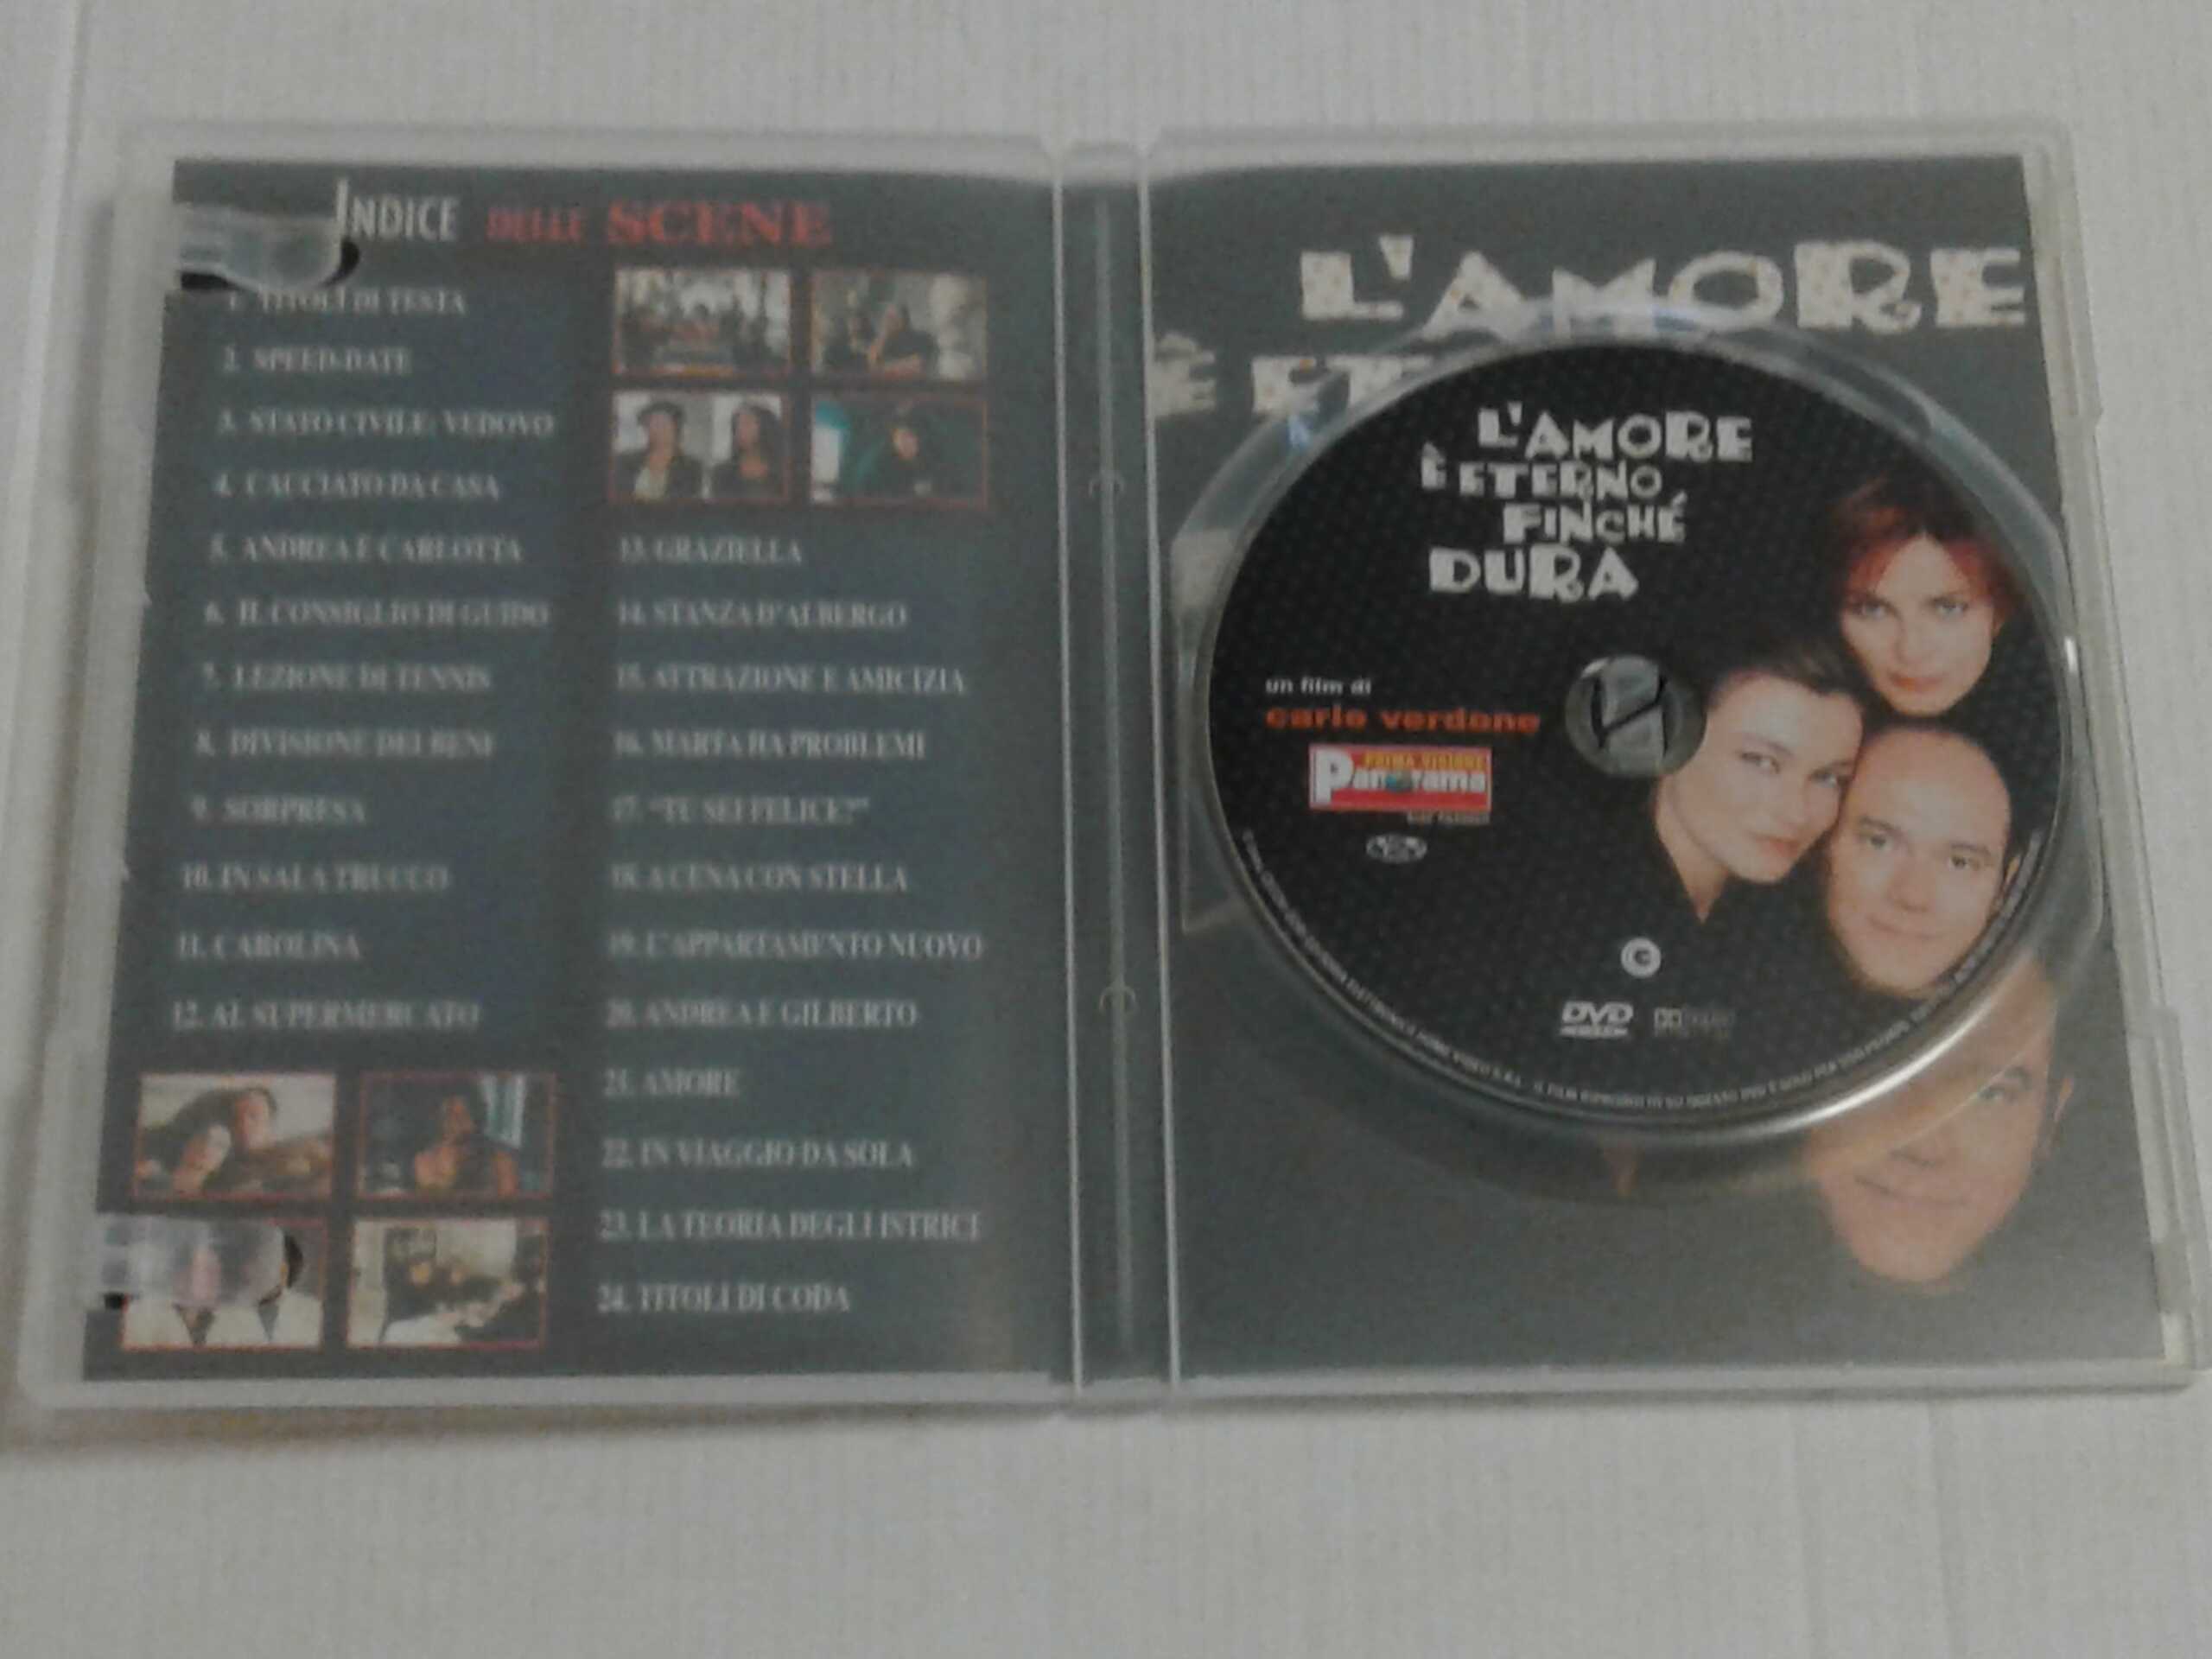 INDICE DELLE SCENE
1. TITOLI DI TESTA
2. SPEED-DATE
3. STATO CIVILE: VEDOVO
4. CACCIATO DA CASA
5. ANDREA E CARLOTTA
6. IL CONSIGLIO DI GUIDO
7. LEZIONE DI TENNIS
8. DIVISIONE DEI BENI
9. SORPRESA
10. IN SALA TRUCCO
11. CAROLINA
12. AL SUPERMERCATO
13. GRAZIELLA
14. STANZA D'ALBERGO
15. ATTRAZIONE E AMICIZIA
16. MARTA HA PROBLEMI
17. "TU SEI FELICE?"
18. A CENA CON STELLA
19. L'APPARTAMENTO NUOVO
20. ANDREA E GILBERTO
21. AMORE
22. IN VIAGGIO DA SOLA
23. LA TEORIA DEGLI ISTRICI
24. TITOLI DI CODA
L'AMORE
È ET
L'AMORE
È ETERNO
FINCHÉ
DURA
un film di
carlo verdone
PRIMA VISIONE
Panorama
C
DVD